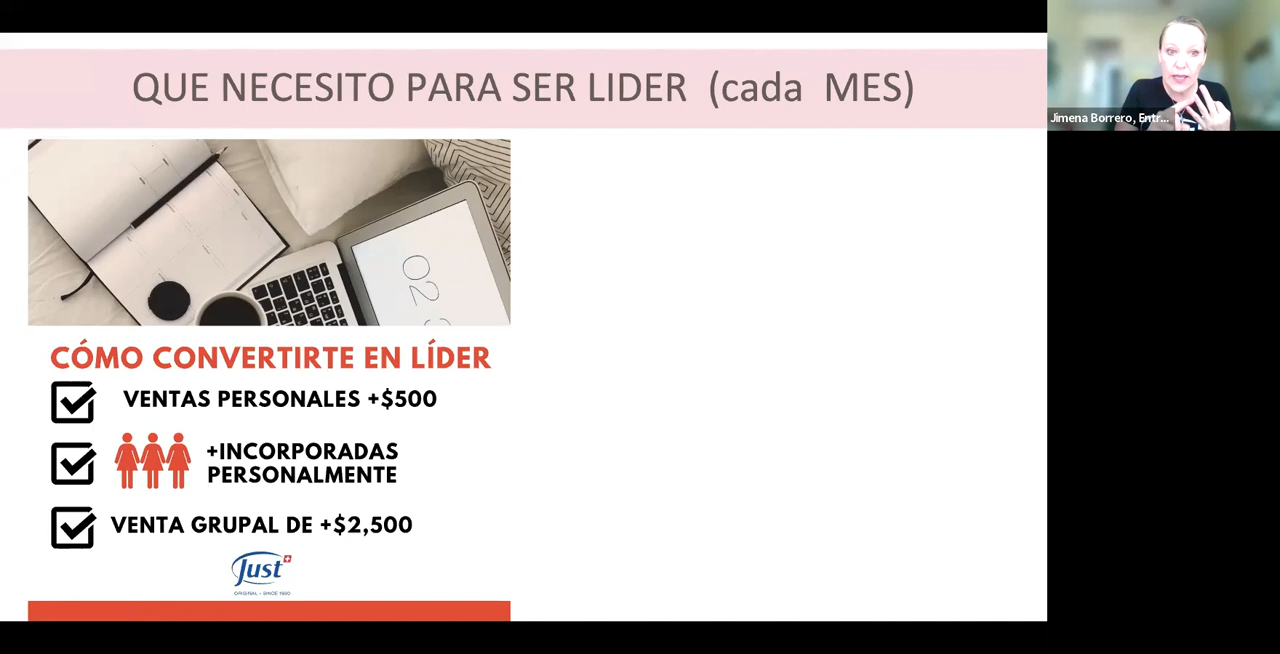 QUE NECESITO PARA SER LIDER (cada MES)
Jimena Borrero, Entr...
02
CÓMO CONVERTIRTE EN LÍDER
VENTAS PERSONALES +$500
+INCORPORADAS
PERSONALMENTE
VENTA GRUPAL DE +$2,500
Just